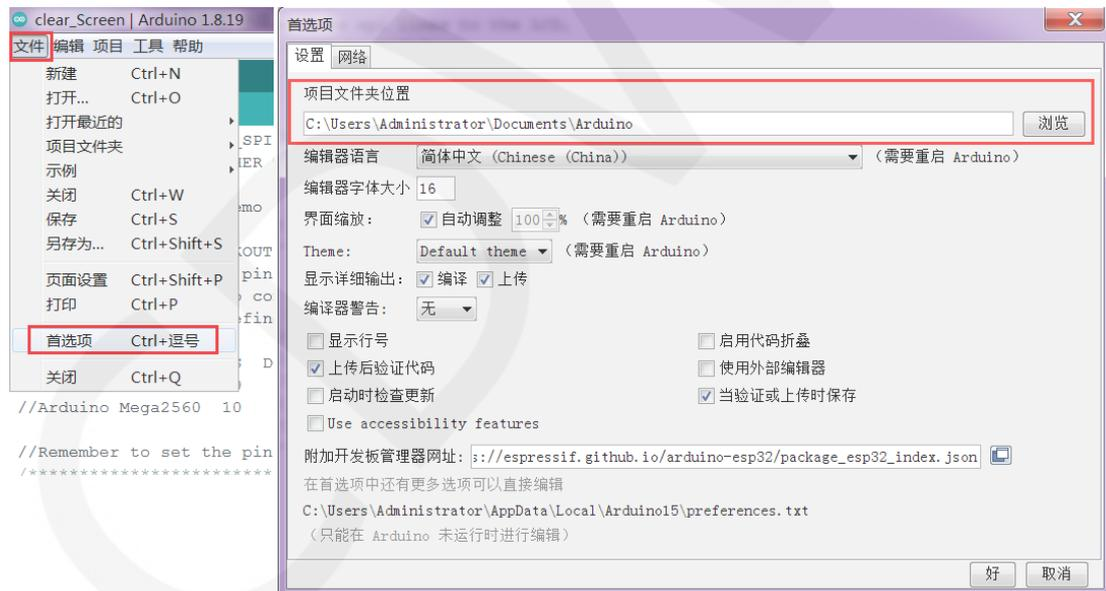 clear_Screen | Arduino 1.8.19
文件 编辑 项目 工具 帮助
新建 Ctrl+N
打开... Ctrl+O
打开最近的
项目文件夹
示例
关闭 Ctrl+W
保存 Ctrl+S
另存为... Ctrl+Shift+S
页面设置 Ctrl+Shift+P
打印 Ctrl+P
首选项 Ctrl+逗号
关闭 Ctrl+Q
_SPI
emo
KOUT
pin
co
efin
D
//Arduino Mega2560 10
//Remember to set the pin
/**************************
首选项
设置 网络
项目文件夹位置
C:\Users\Administrator\Documents\Arduino 浏览
编辑器语言 简体中文 (Chinese (China)) (需要重启 Arduino)
编辑器字体大小 16
界面缩放: 自动调整 100 % (需要重启 Arduino)
Theme: Default theme (需要重启 Arduino)
显示详细输出: 编译 上传
编译器警告: 无
显示行号 启用代码折叠
上传后验证代码 使用外部编辑器
启动时检查更新 当验证或上传时保存
Use accessibility features
附加开发板管理器网址: s://espressif.github.io/arduino-esp32/package_esp32_index.json
在首选项中还有更多选项可以直接编辑
C:\Users\Administrator\AppData\Local\Arduino15\preferences.txt
(只能在 Arduino 未运行时进行编辑)
好 取消